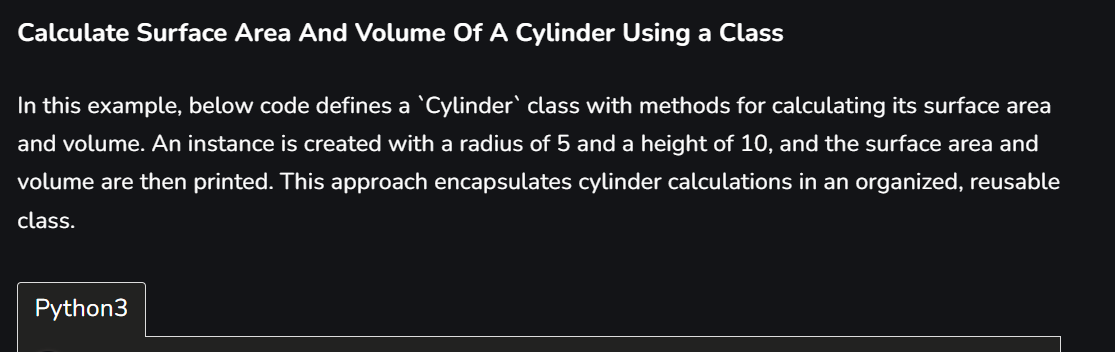 Calculate Surface Area And Volume Of A Cylinder Using a Class
In this example, below code defines a `Cylinder` class with methods for calculating its surface area
and volume. An instance is created with a radius of 5 and a height of 10, and the surface area and
volume are then printed. This approach encapsulates cylinder calculations in an organized, reusable
class.
Python3